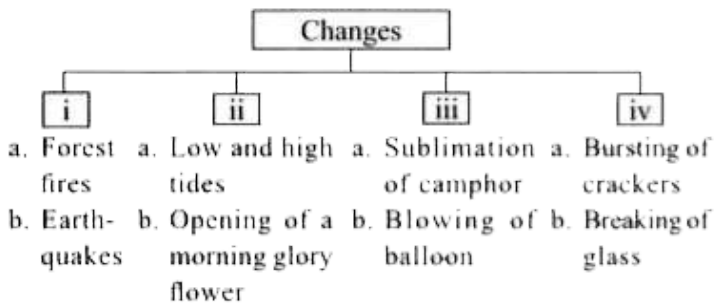 Changes
i
a. Forest
fires
b. Earth-
quakes
ii
a. Low and high
tides
b. Opening of a
morning glory
flower
iii
a. Sublimation
of camphor
b. Blowing of
balloon
iv
a. Bursting of
crackers
b. Breaking of
glass